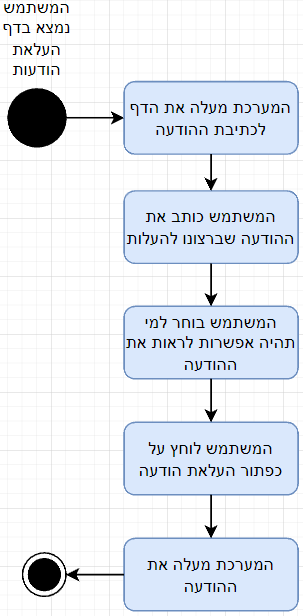 המשתמש
נמצא בדף
העלאת
הודעות
המערכת מעלה את הדף
לכתיבת ההודעה
המשתמש כותב את
ההודעה שברצונו להעלות
המשתמש בוחר למי
תהיה אפשרות לראות את
ההודעה
המשתמש לוחץ על
כפתור העלאת הודעה
המערכת מעלה את
ההודעה